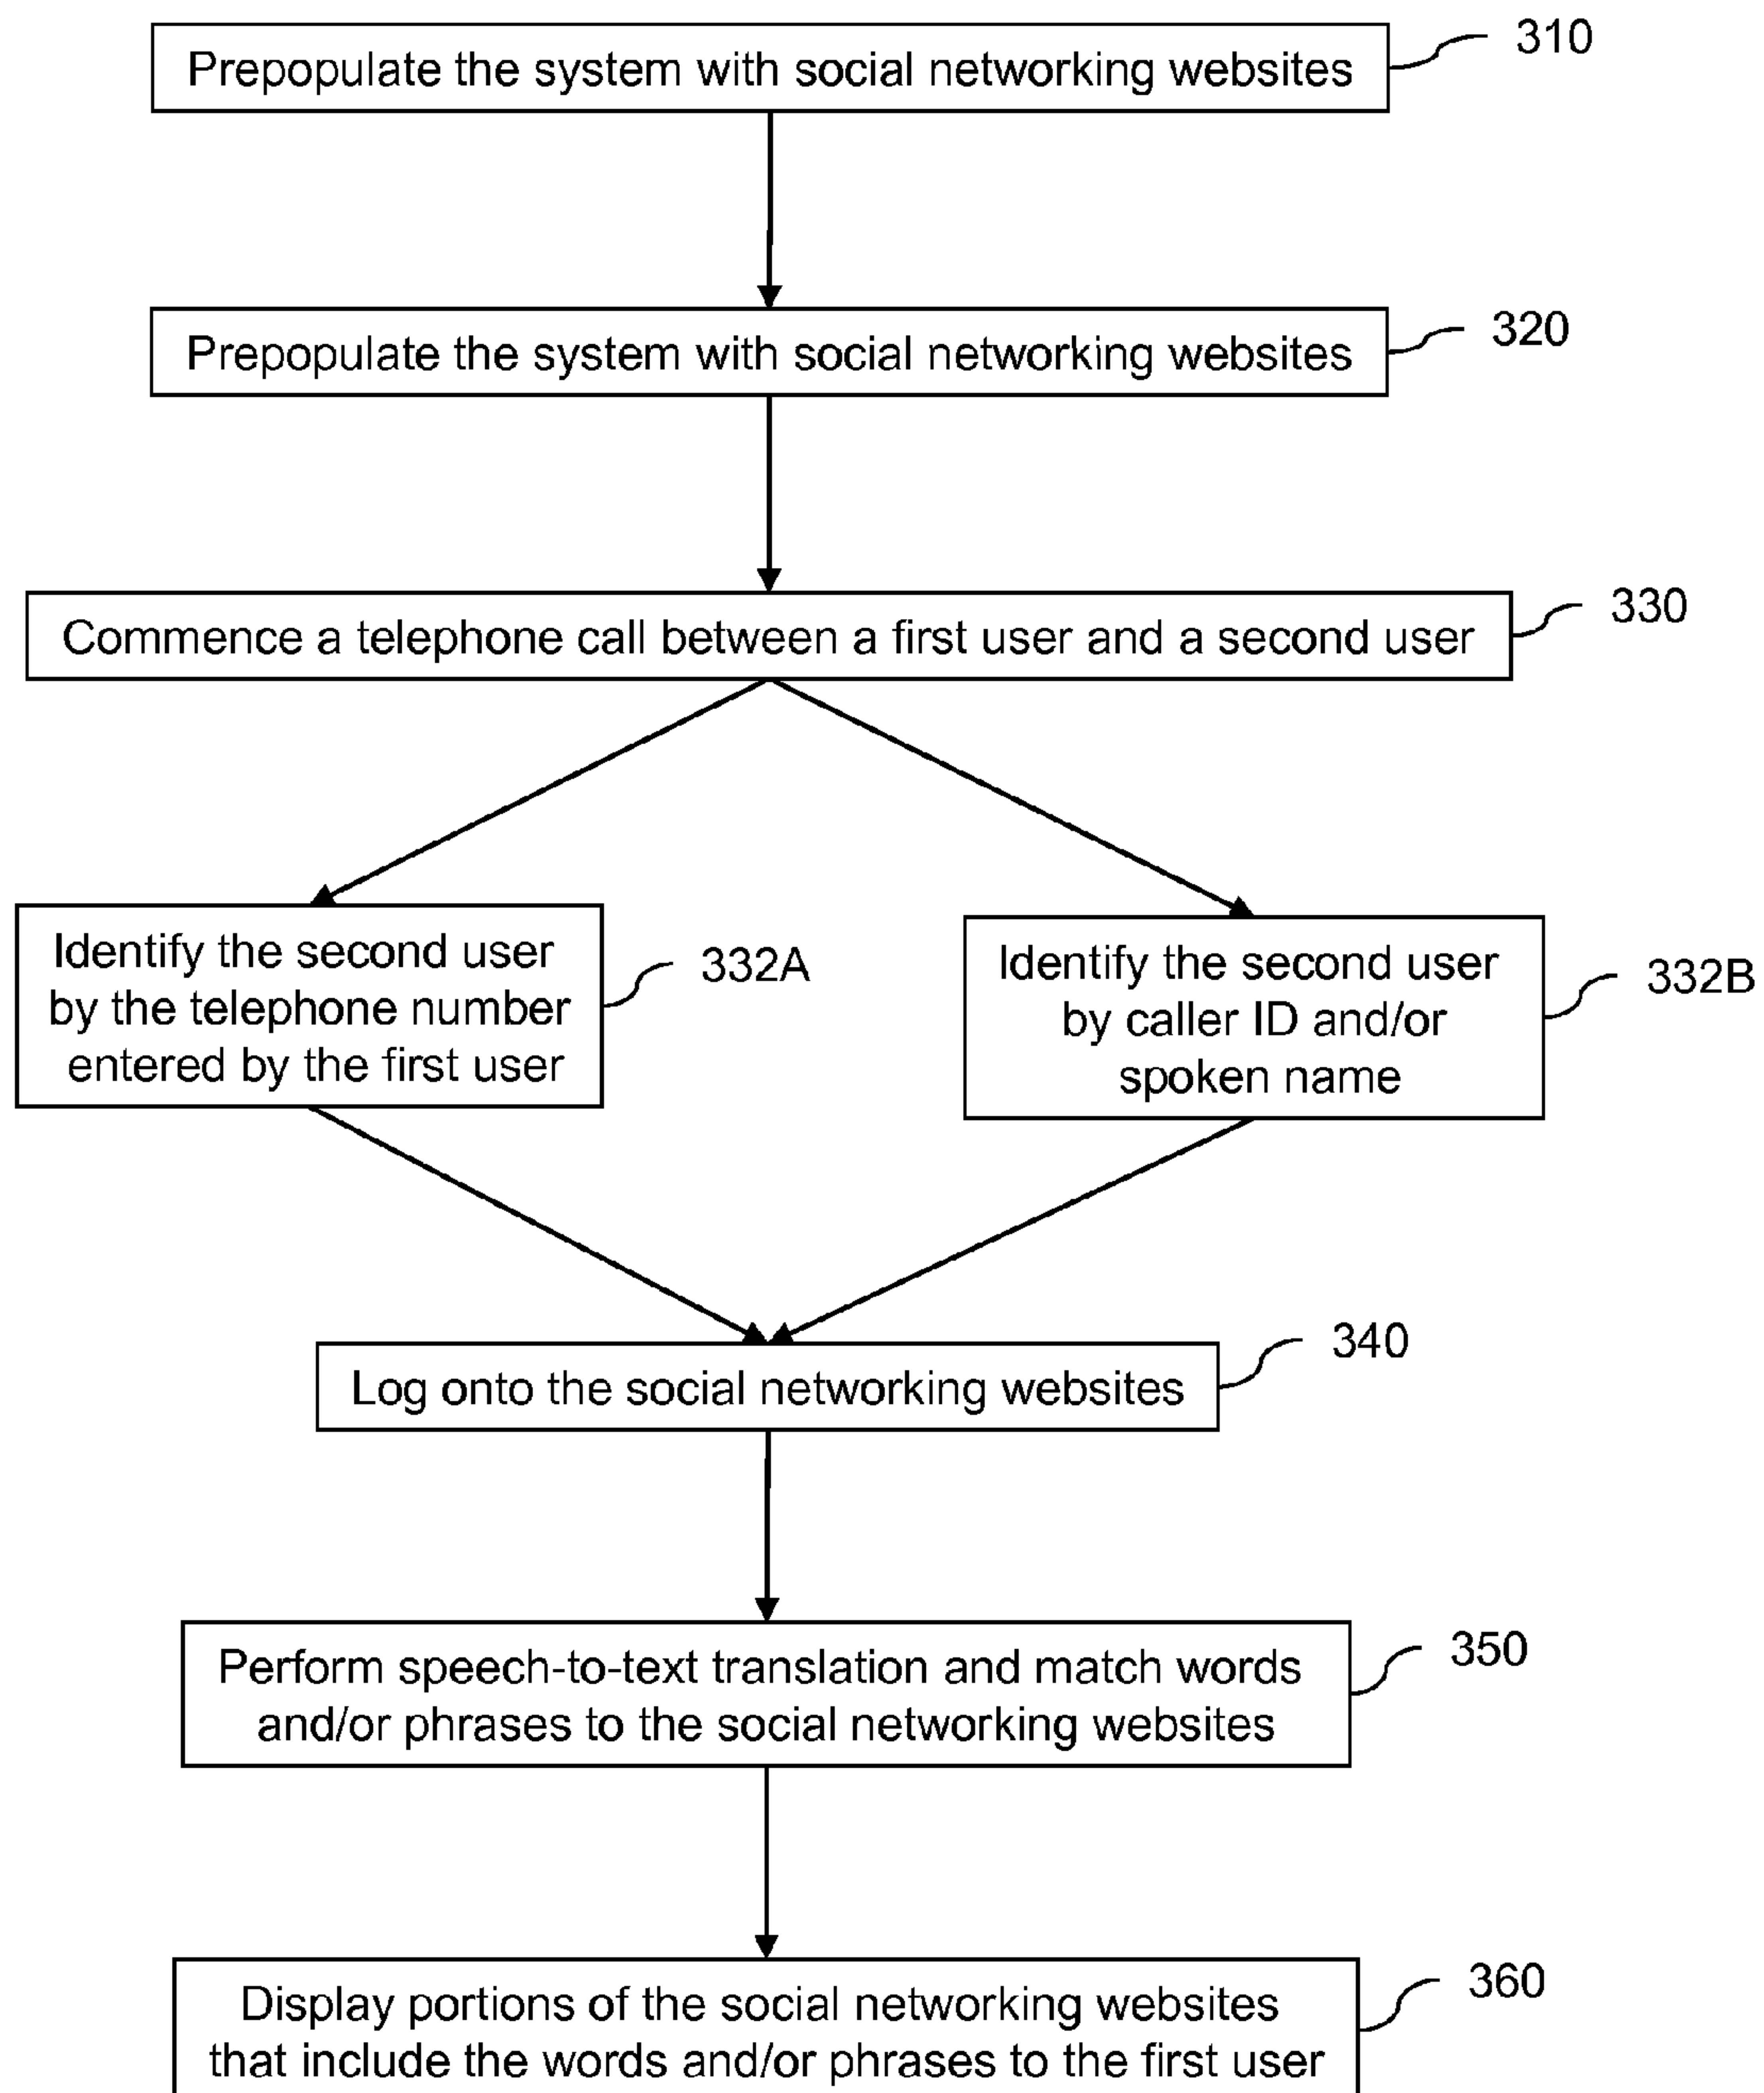 Prepopulate the system with social networking websites
310
Prepopulate the system with social networking websites
320
Commence a telephone call between a first user and a second user
330
Identify the second user
by the telephone number
entered by the first user
332A
Identify the second user
by caller ID and/or
spoken name
332B
Log onto the social networking websites
340
Perform speech-to-text translation and match words
and/or phrases to the social networking websites
350
Display portions of the social networking websites
that include the words and/or phrases to the first user
360